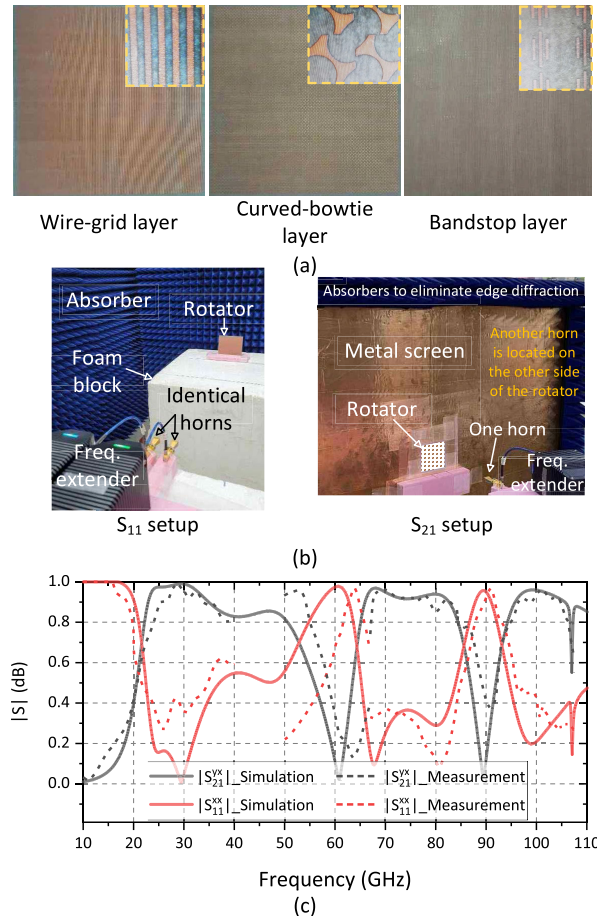 Wire-grid layer
Curved-bowtie
layer
Bandstop layer
(a)
Absorber
Rotator
Foam
block
Identical
horns
Freq.
extender
S₁₁ setup
Absorbers to eliminate edge diffraction
Metal screen
Another horn
is located on
the other side
of the rotator
Rotator
One horn
Freq.
extender
S₂₁ setup
(b)
|S| (dB)
1.0
0.8
0.6
0.4
0.2
0.0
|S₂₁ʸˣ|_Simulation
|S₂₁ʸˣ|_Measurement
|S₁₁ˣˣ|_Simulation
|S₁₁ˣˣ|_Measurement
10 20 30 40 50 60 70 80 90 100 110
Frequency (GHz)
(c)